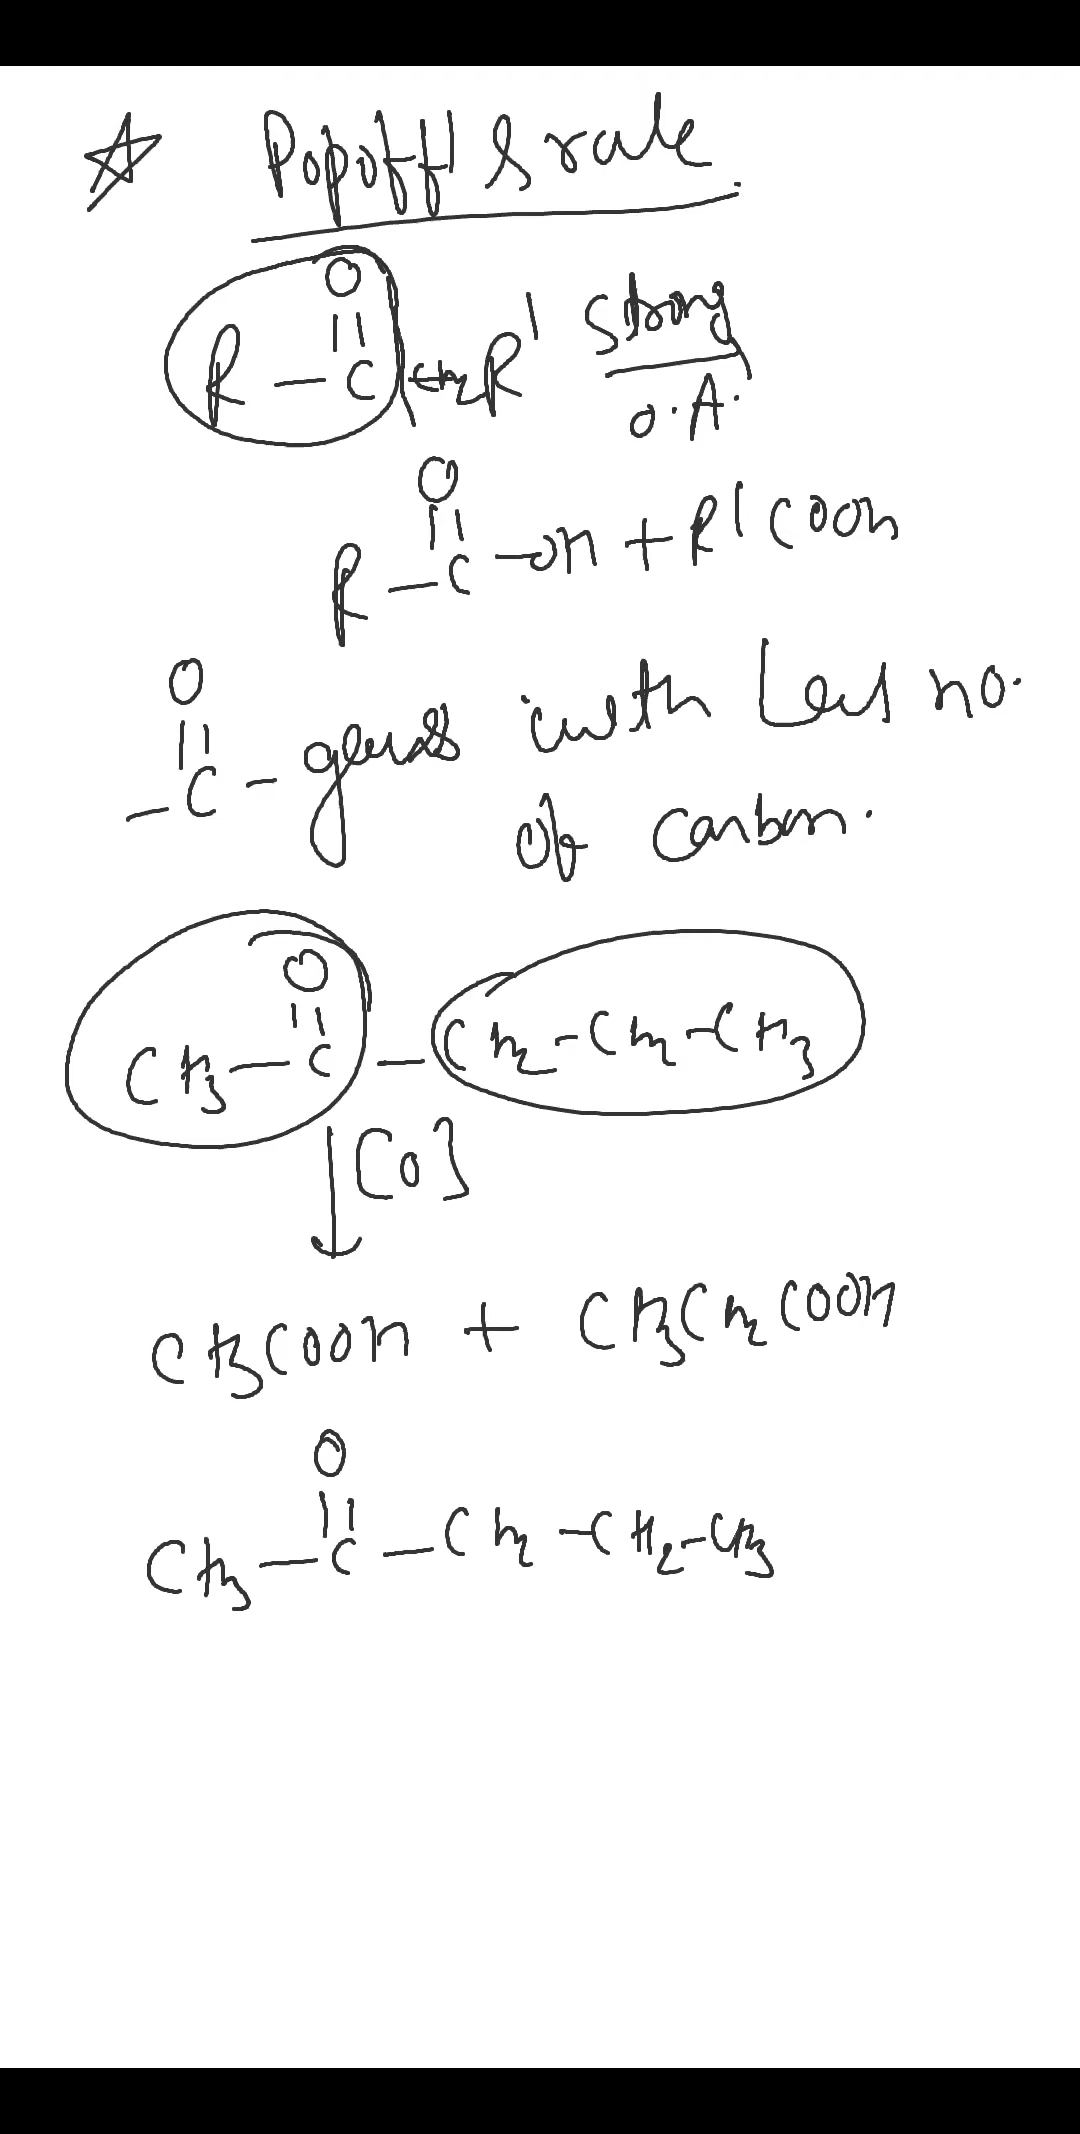 ☆ Popoff's rule
O
||
R — C — CH2 R' Strong
O.A.
O
||
R — C — OH + R'COOH
O
||
— C — goes with Less no.
of carbon.
O
||
CH3 — C — CH2 - CH2 - CH3
[O]
↓
CH3COOH + CH3CH2COOH
O
||
CH3 — C — CH2 - CH2 - CH3